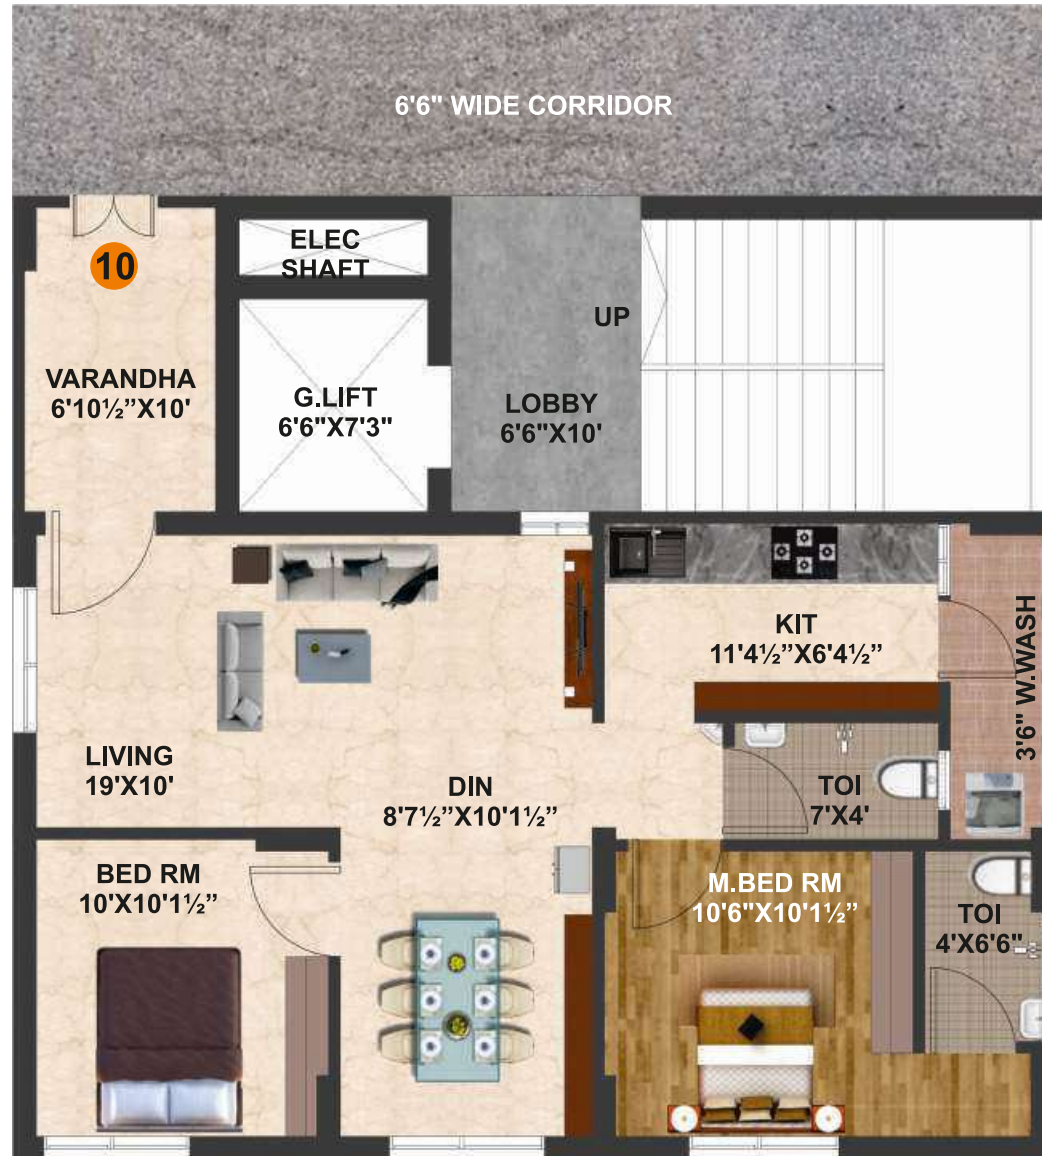 6'6" WIDE CORRIDOR
10
ELEC
SHAFT
UP
VARANDHA
6'10½”X10'
G.LIFT
6'6"X7'3"
LOBBY
6'6"X10'
KIT
11'4½”X6'4½”
3'6" W.WASH
LIVING
19'X10'
DIN
8'7½”X10'1½”
TOI
7'X4'
BED RM
10'X10'1½”
M.BED RM
10'6"X10'1½”
TOI
4'X6'6"